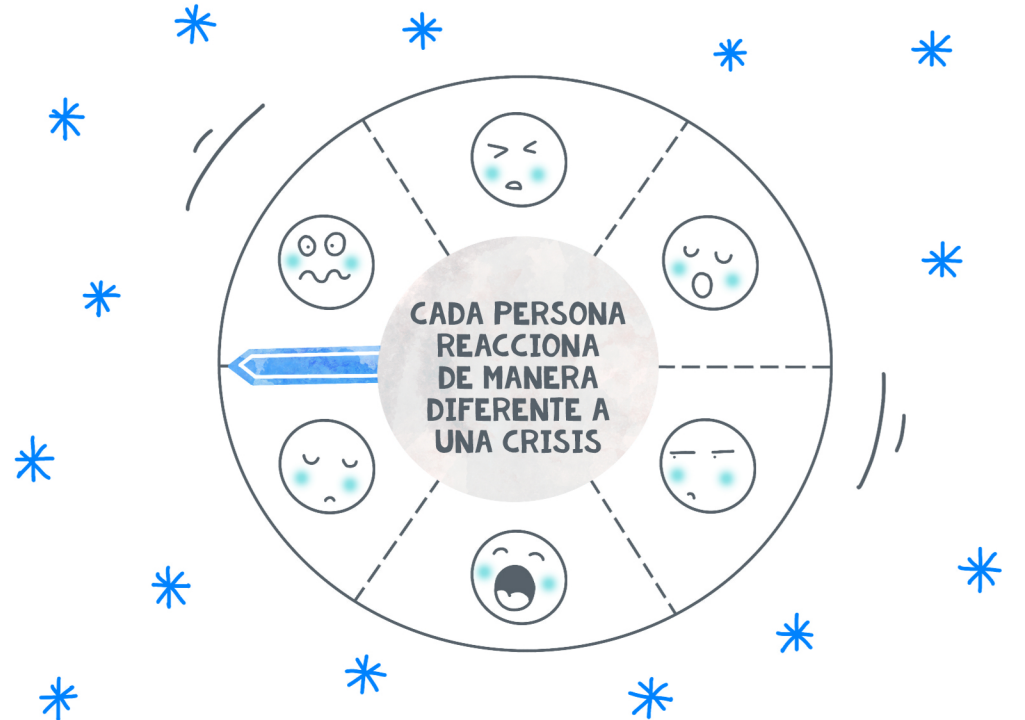 CADA PERSONA
REACCIONA
DE MANERA
DIFERENTE A
UNA CRISIS